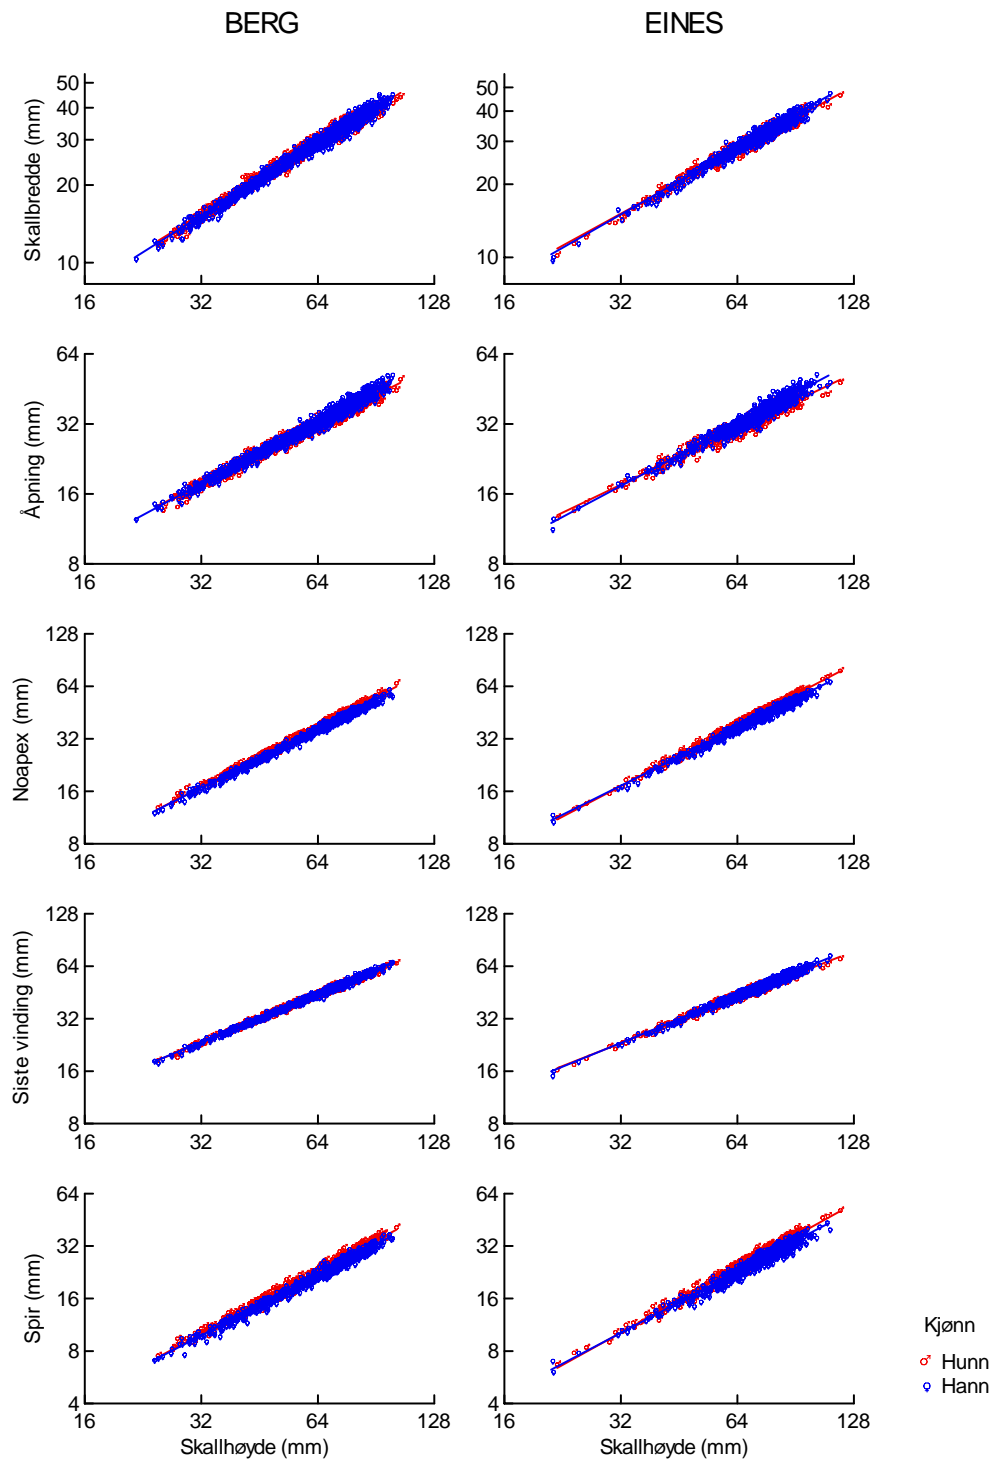 BERG EINES
Skallbredde (mm)
50 50
40 40
30 30
20 20
10 10
16 32 64 128 16 32 64 128
Åpning (mm)
64 64
32 32
16 16
8 8
16 32 64 128 16 32 64 128
Noapex (mm)
128 128
64 64
32 32
16 16
8 8
16 32 64 128 16 32 64 128
Siste vinding (mm)
128 128
64 64
32 32
16 16
8 8
16 32 64 128 16 32 64 128
Spir (mm)
64 64
32 32
16 16
8 8
4 4
16 32 64 128 16 32 64 128
Skallhøyde (mm) Skallhøyde (mm)
Kjønn
♂ Hunn
♀ Hann